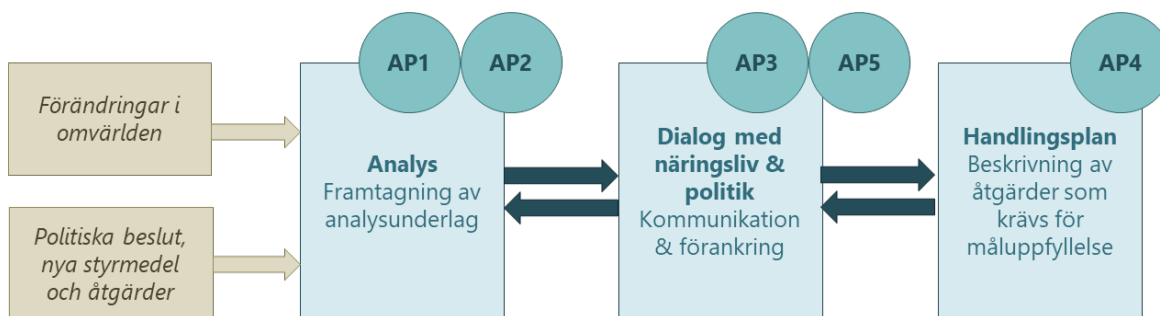 Förändringar i
omvärlden
Politiska beslut,
nya styrmedel
och åtgärder
AP1
AP2
Analys
Framtagning av
analysunderlag
AP3
AP5
Dialog med
näringsliv &
politik
Kommunikation
& förankring
AP4
Handlingsplan
Beskrivning av
åtgärder som
krävs för
måluppfyllelse